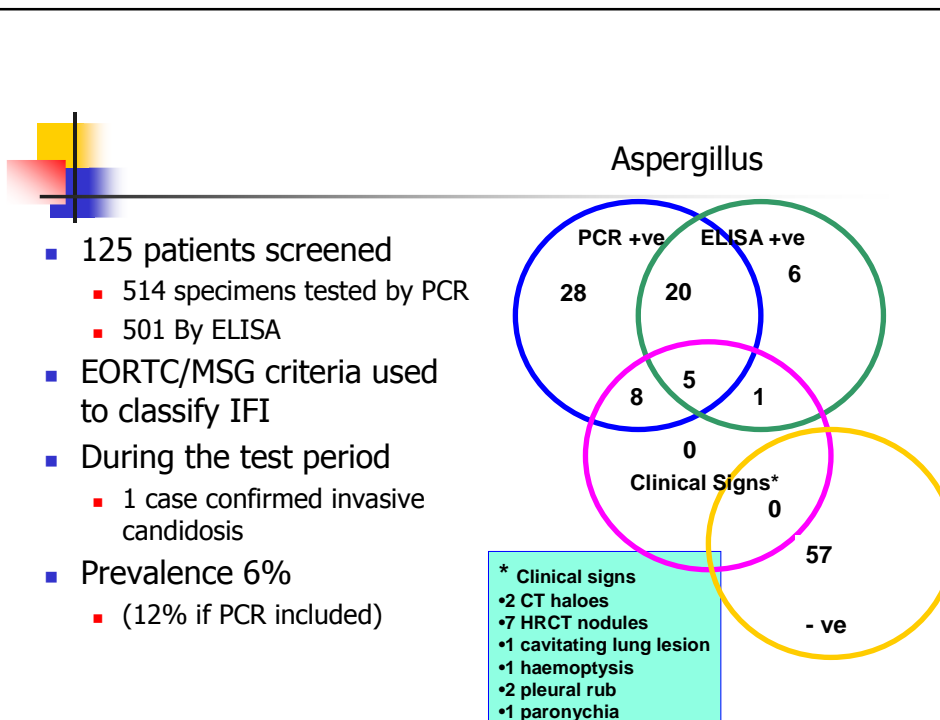 Aspergillus
125 patients screened
514 specimens tested by PCR
501 By ELISA
EORTC/MSG criteria used
to classify IFI
During the test period
1 case confirmed invasive
candidosis
Prevalence 6%
(12% if PCR included)
PCR +ve
ELISA +ve
28
20
6
8
5
1
0
Clinical Signs*
0
57
- ve
* Clinical signs
•2 CT haloes
•7 HRCT nodules
•1 cavitating lung lesion
•1 haemoptysis
•2 pleural rub
•1 paronychia